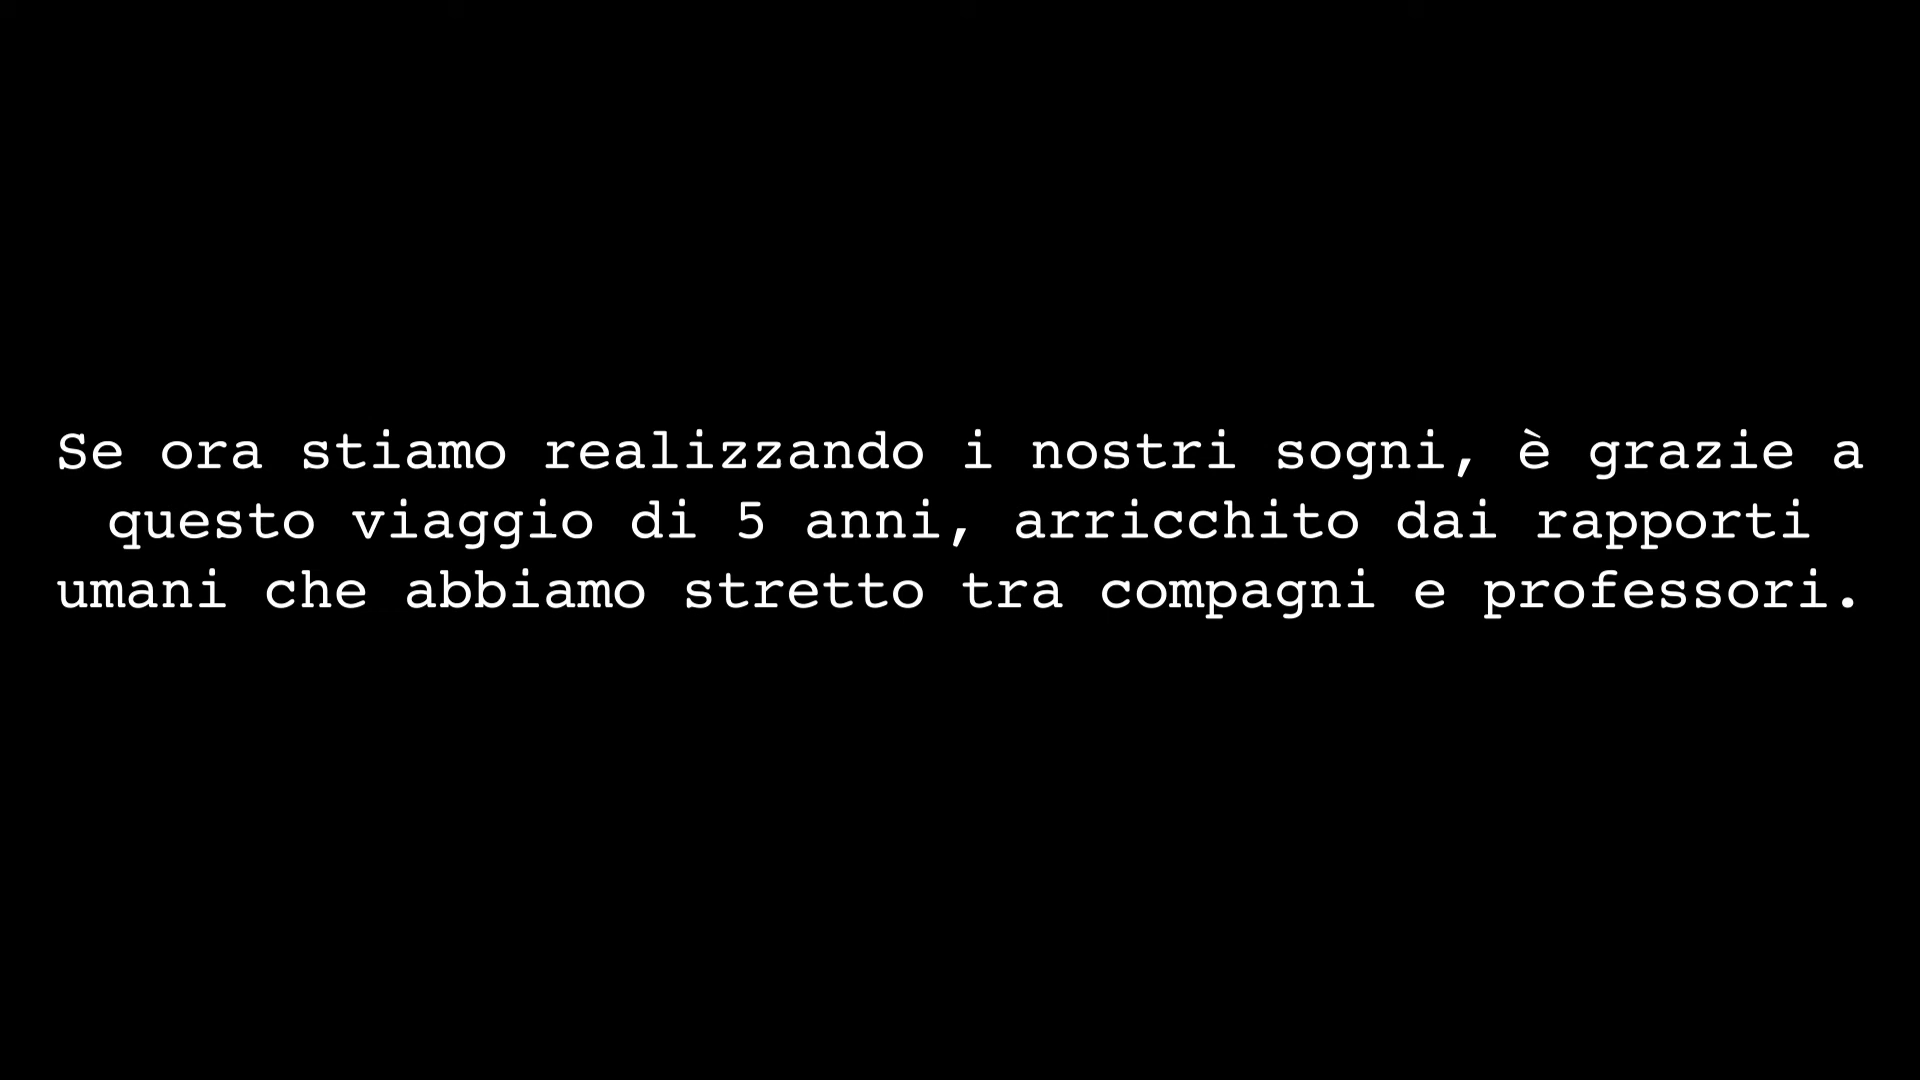 Se ora stiamo realizzando i nostri sogni, è grazie a
questo viaggio di 5 anni, arricchito dai rapporti
umani che abbiamo stretto tra compagni e professori.